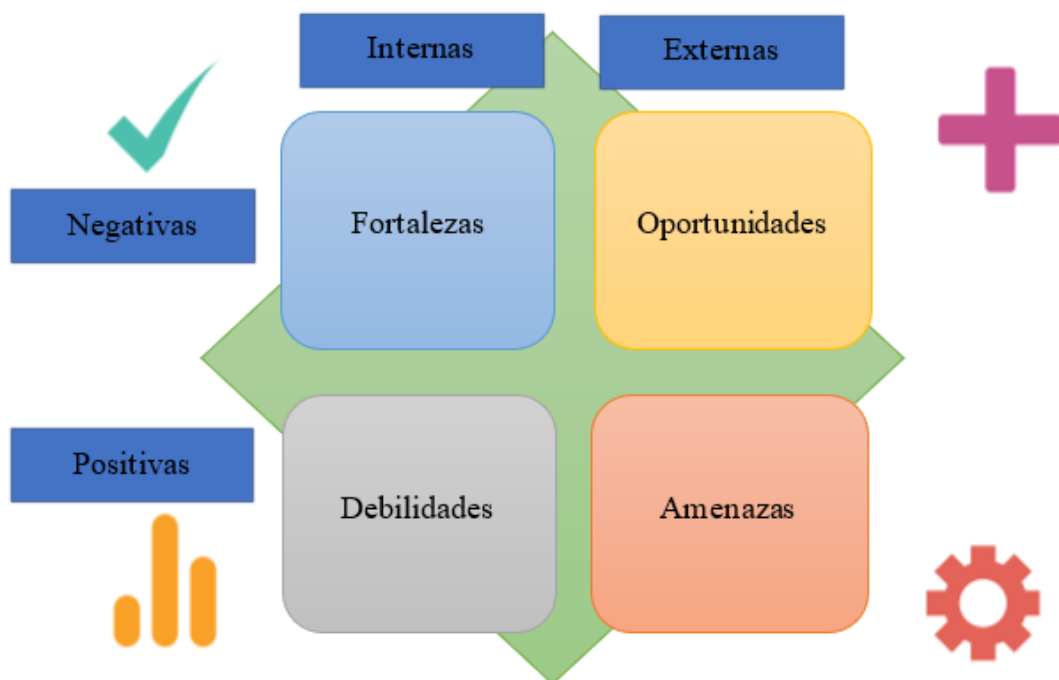 Internas
Externas
Negativas
Fortalezas
Oportunidades
Positivas
Debilidades
Amenazas